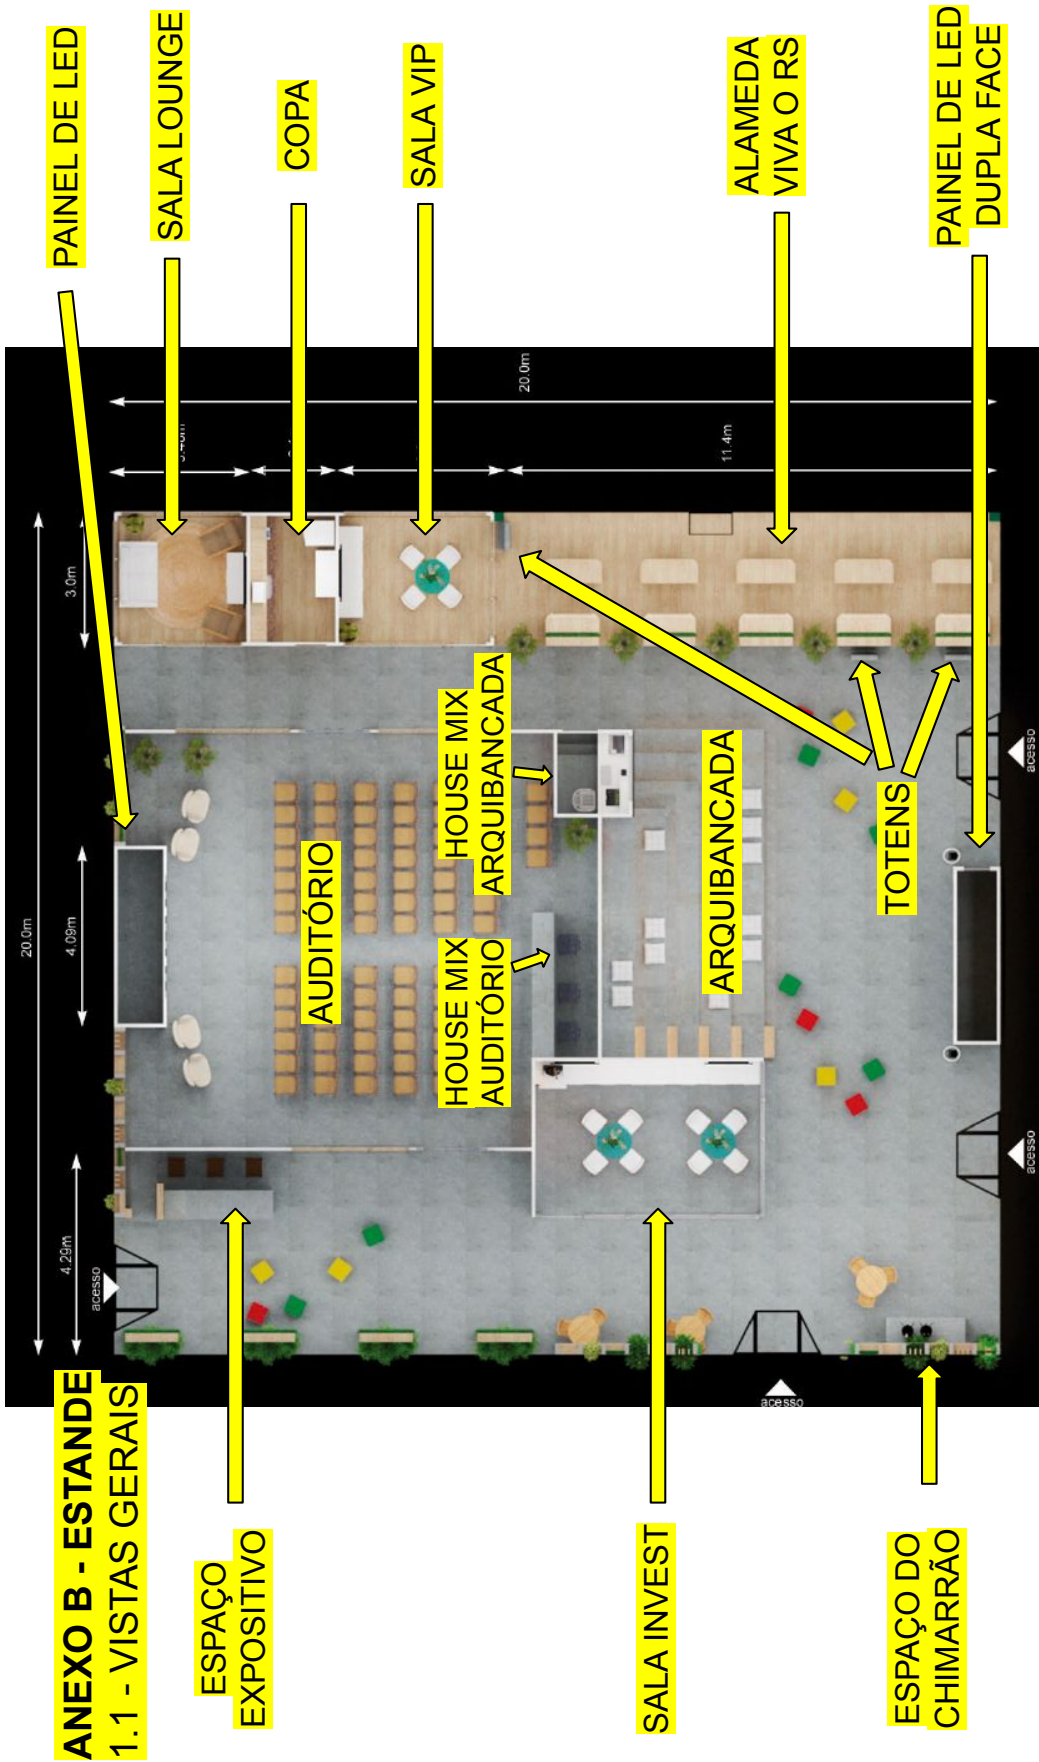 ANEXO B - ESTANDE
1.1 - VISTAS GERAIS
PAINEL DE LED
SALA LOUNGE
COPA
SALA VIP
ALAMEDA
VIVA O RS
PAINEL DE LED
DUPLA FACE
20.0m
4.29m
4.09m
3.0m
20.0m
11.4m
acesso
acesso
acesso
acesso
AUDITÓRIO
HOUSE MIX
ARQUIBANCADA
HOUSE MIX
AUDITÓRIO
ARQUIBANCADA
TOTENS
ESPAÇO
EXPOSITIVO
SALA INVEST
ESPAÇO DO
CHIMARRÃO